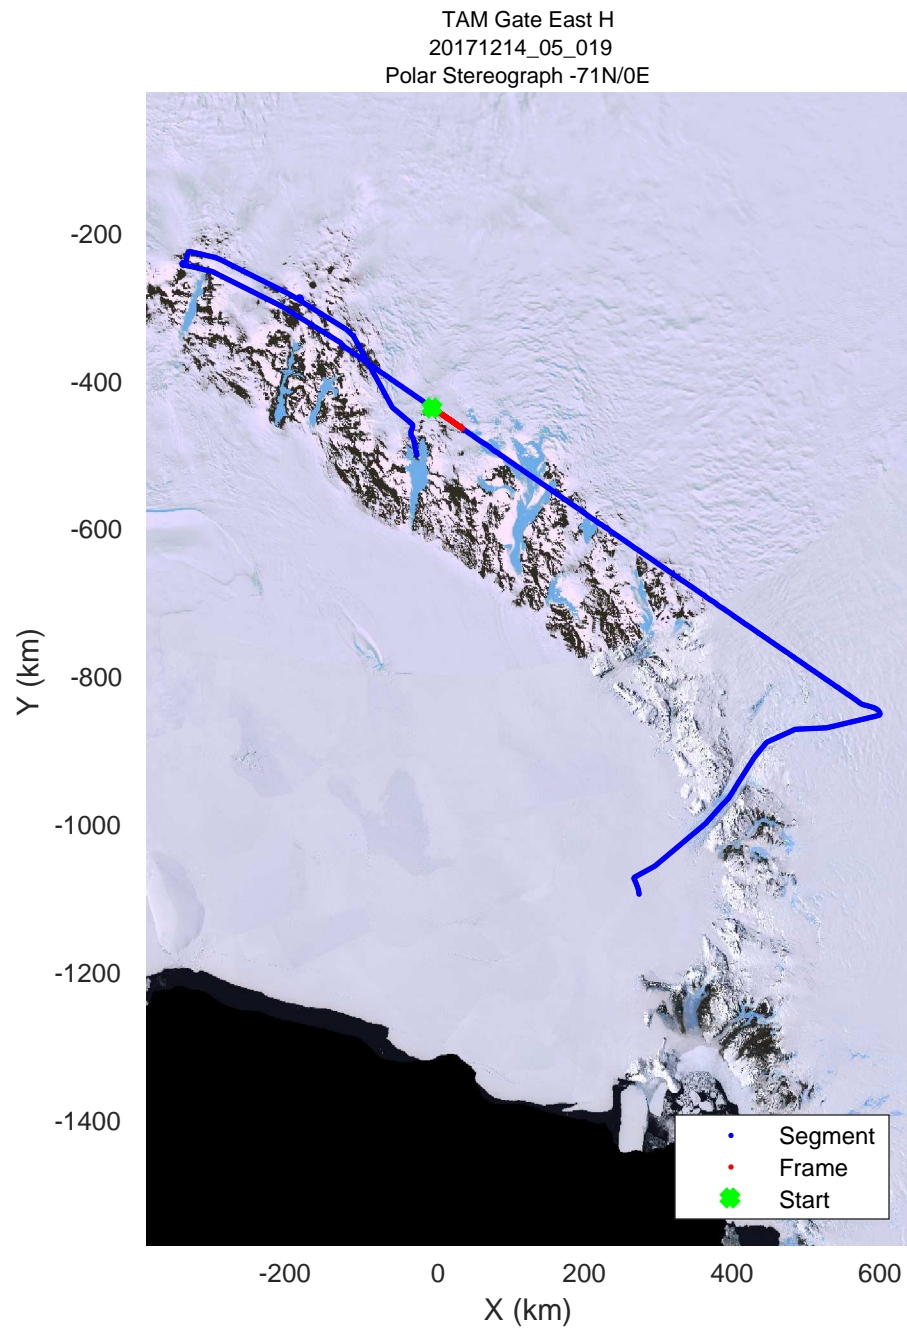 TAM Gate East H
20171214_05_019
Polar Stereograph -71N/0E
-200
-400
-600
-800
-1000
-1200
-1400
Y (km)
-200
0
200
400
600
X (km)
Segment
Frame
Start